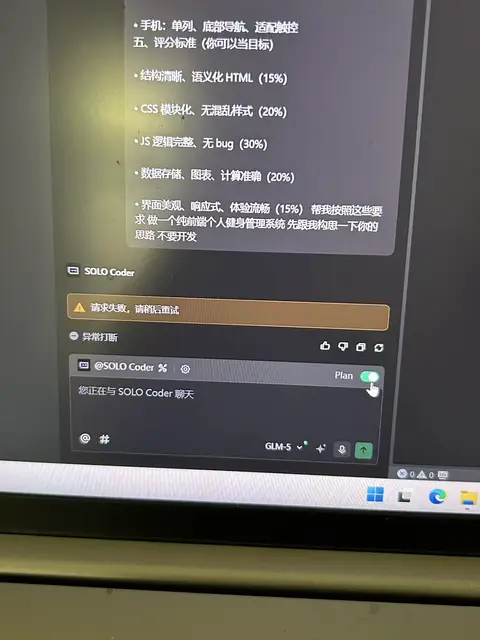 • 手机：单列、底部导航、适配触控
五、评分标准（你可以当目标）
• 结构清晰、语义化 HTML（15%）
• CSS 模块化、无混乱样式（20%）
• JS 逻辑完整、无 bug（30%）
• 数据存储、图表、计算准确（20%）
• 界面美观、响应式、体验流畅（15%） 帮我按照这些要
求 做一个纯前端个人健身管理系统 先跟我构思一下你的
思路 不要开发
SOLO Coder
请求失败，请稍后重试
异常打断
@SOLO Coder
Plan
您正在与 SOLO Coder 聊天
@ #
GLM-5
0 0